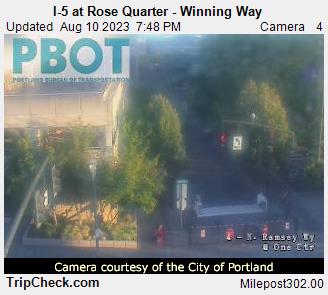 I-5 at Rose Quarter - Winning Way
Updated Aug 10 2023 7:48 PM Camera 4
PBOT
PORTLAND BUREAU OF TRANSPORTATION
4 - N. Ramsey Wy
@ One Ctr
Camera courtesy of the City of Portland
TripCheck.com Milepost302.00